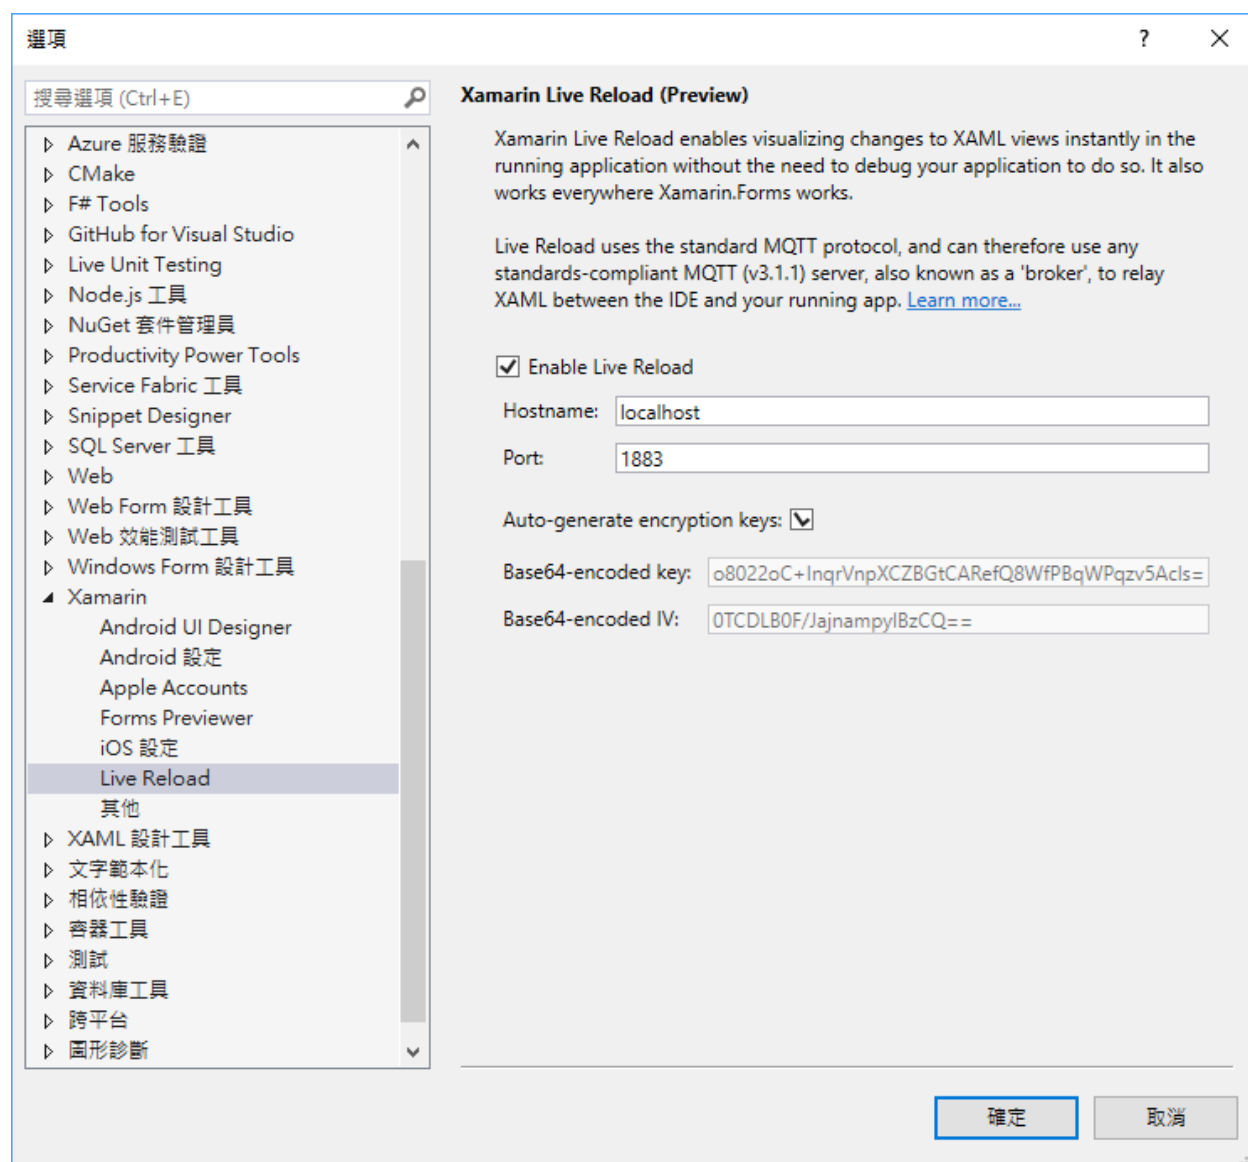 選項
搜尋選項 (Ctrl+E)
Azure 服務驗證
CMake
F# Tools
GitHub for Visual Studio
Live Unit Testing
Node.js 工具
NuGet 套件管理員
Productivity Power Tools
Service Fabric 工具
Snippet Designer
SQL Server 工具
Web
Web Form 設計工具
Web 效能測試工具
Windows Form 設計工具
Xamarin
Android UI Designer
Android 設定
Apple Accounts
Forms Previewer
iOS 設定
Live Reload
其他
XAML 設計工具
文字範本化
相依性驗證
容器工具
測試
資料庫工具
跨平台
圖形診斷
Xamarin Live Reload (Preview)
Xamarin Live Reload enables visualizing changes to XAML views instantly in the
running application without the need to debug your application to do so. It also
works everywhere Xamarin.Forms works.
Live Reload uses the standard MQTT protocol, and can therefore use any
standards-compliant MQTT (v3.1.1) server, also known as a 'broker', to relay
XAML between the IDE and your running app. Learn more...
Enable Live Reload
Hostname: localhost
Port: 1883
Auto-generate encryption keys:
Base64-encoded key: o8022oC+InqrVnpXCZBGtCARefQ8WfPBqWPqzv5AcIs=
Base64-encoded IV: 0TCDLB0F/JajnampylBzCQ==
確定
取消